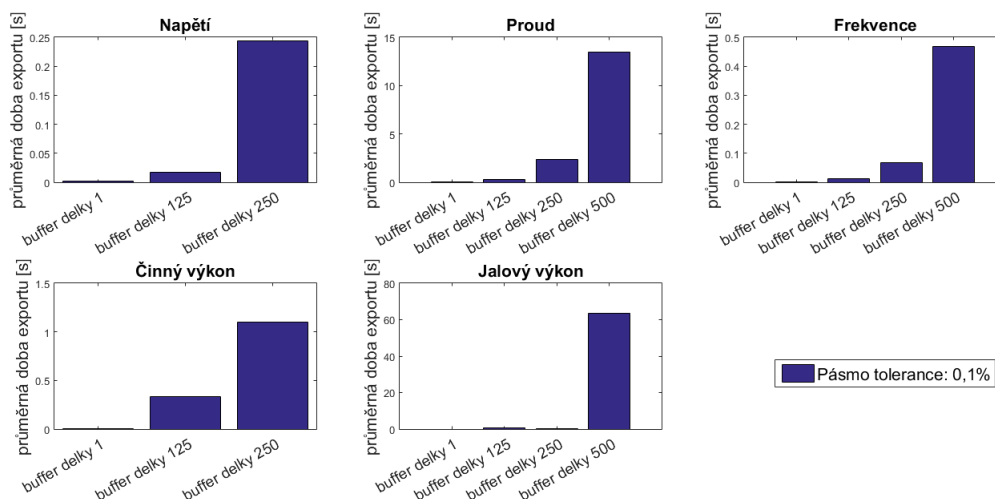 Napětí
průměrná doba exportu [s]
0.25
0.2
0.15
0.1
0.05
0
buffer delky 1
buffer delky 125
buffer delky 250
Proud
průměrná doba exportu [s]
15
10
5
0
buffer delky 1
buffer delky 125
buffer delky 250
buffer delky 500
Frekvence
průměrná doba exportu [s]
0.5
0.4
0.3
0.2
0.1
0
buffer delky 1
buffer delky 125
buffer delky 250
buffer delky 500
Činný výkon
průměrná doba exportu [s]
1.5
1
0.5
0
buffer delky 1
buffer delky 125
buffer delky 250
Jalový výkon
průměrná doba exportu [s]
80
60
40
20
0
buffer delky 1
buffer delky 125
buffer delky 250
buffer delky 500
Pásmo tolerance: 0,1%